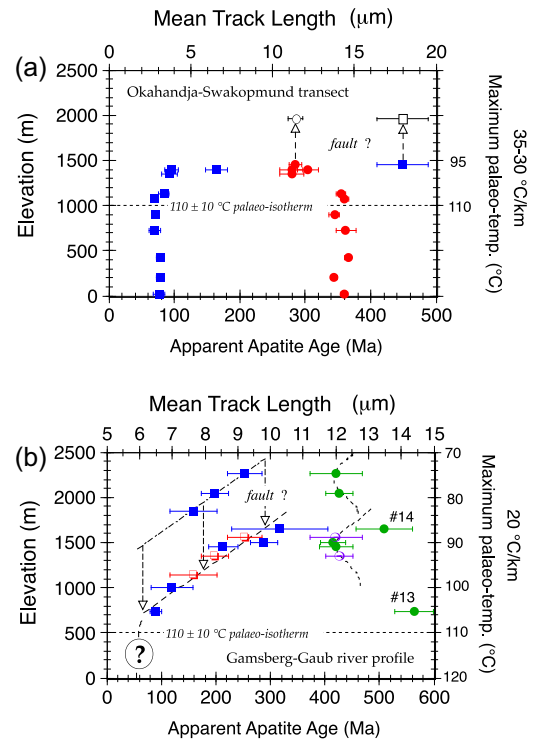 Mean Track Length (μm)
0 5 10 15 20
(a)
2500
2000
1500
1000
500
0
Elevation (m)
Okahandja-Swakopmund transect
fault ?
110 ± 10 °C palaeo-isotherm
95
110
Maximum palaeo-temp. (°C)
35-30 °C/km
0 100 200 300 400 500
Apparent Apatite Age (Ma)
Mean Track Length (μm)
5 6 7 8 9 10 11 12 13 14 15
(b)
2500
2000
1500
1000
500
0
Elevation (m)
fault ?
#14
#13
110 ± 10 °C palaeo-isotherm
?
Gamsberg-Gaub river profile
70
80
90
100
110
120
Maximum palaeo-temp. (°C)
20 °C/km
0 100 200 300 400 500 600
Apparent Apatite Age (Ma)